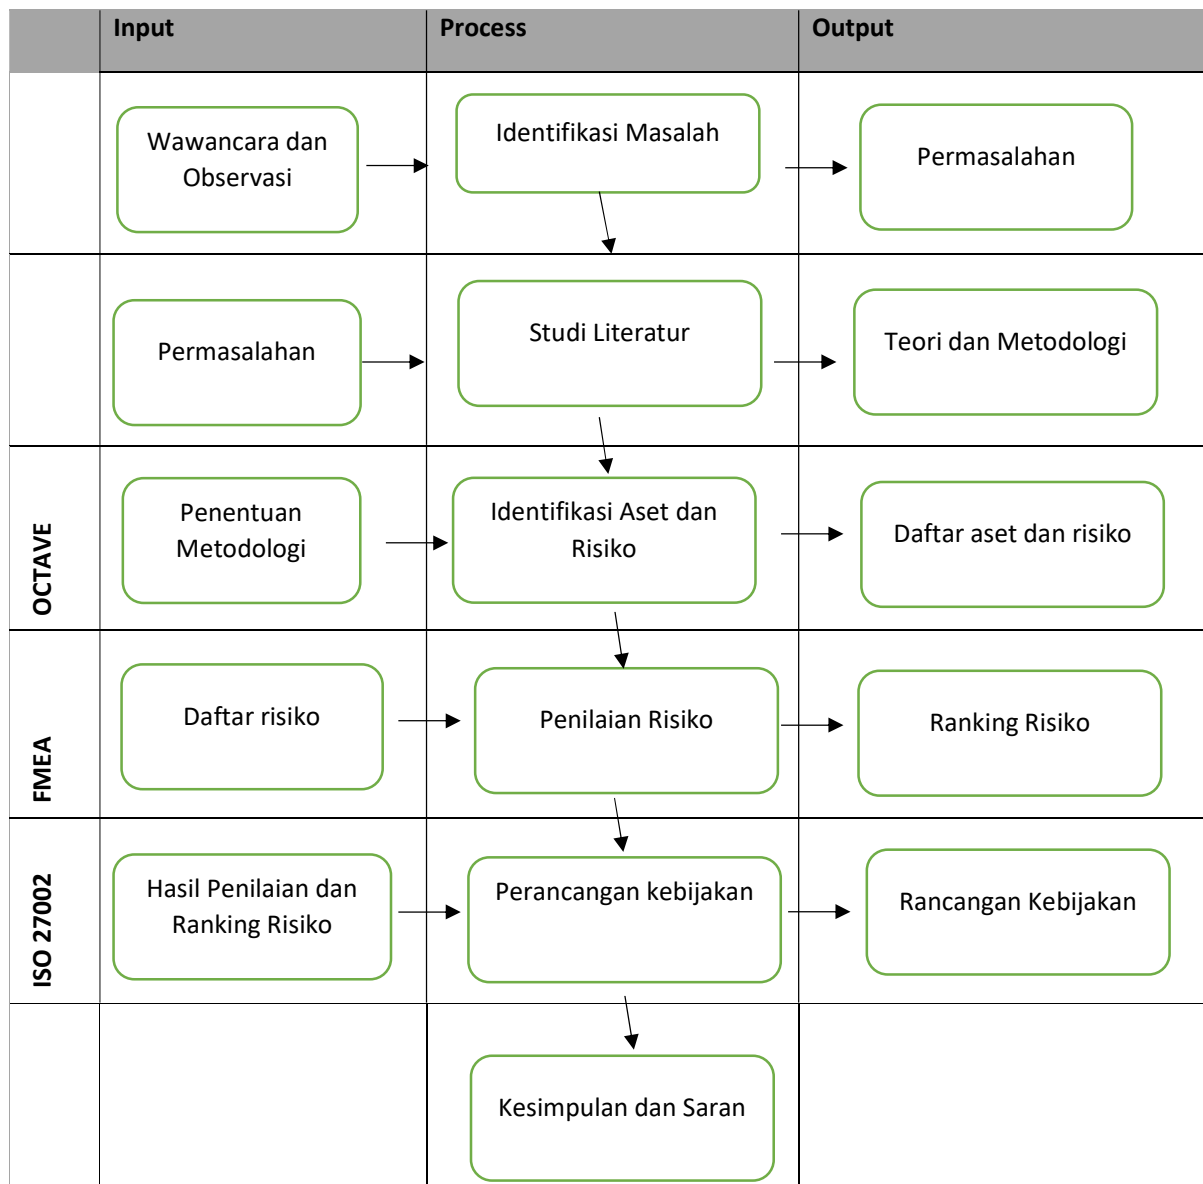 Input
Process
Output
Wawancara dan
Observasi
Identifikasi Masalah
Permasalahan
Permasalahan
Studi Literatur
Teori dan Metodologi
OCTAVE
Penentuan
Metodologi
Identifikasi Aset dan
Risiko
Daftar aset dan risiko
FMEA
Daftar risiko
Penilaian Risiko
Ranking Risiko
ISO 27002
Hasil Penilaian dan
Ranking Risiko
Perancangan kebijakan
Rancangan Kebijakan
Kesimpulan dan Saran